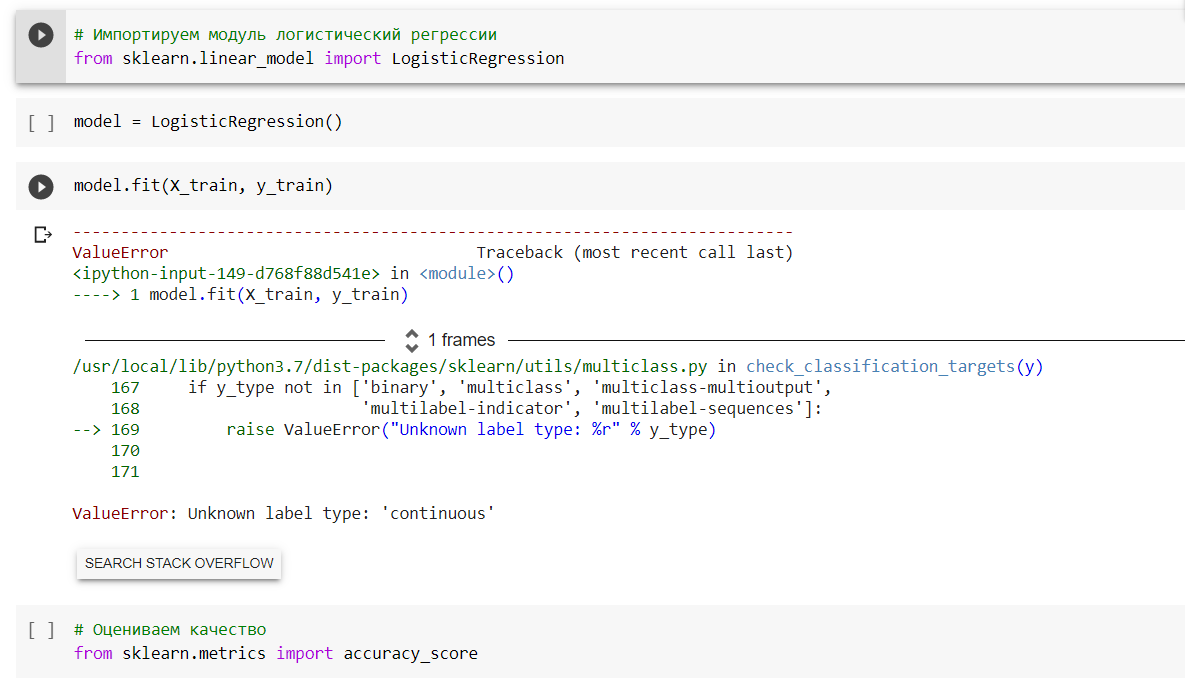 # Импортируем модуль логистический регрессии
from sklearn.linear_model import LogisticRegression
[ ] model = LogisticRegression()
model.fit(X_train, y_train)
---------------------------------------------------------------------------
ValueError                                Traceback (most recent call last)
<ipython-input-149-d768f88d541e> in <module>()
----> 1 model.fit(X_train, y_train)
1 frames
/usr/local/lib/python3.7/dist-packages/sklearn/utils/multiclass.py in check_classification_targets(y)
    167     if y_type not in ['binary', 'multiclass', 'multiclass-multioutput',
    168                       'multilabel-indicator', 'multilabel-sequences']:
--> 169         raise ValueError("Unknown label type: %r" % y_type)
    170
    171
ValueError: Unknown label type: 'continuous'
SEARCH STACK OVERFLOW
[ ] # Оцениваем качество
from sklearn.metrics import accuracy_score